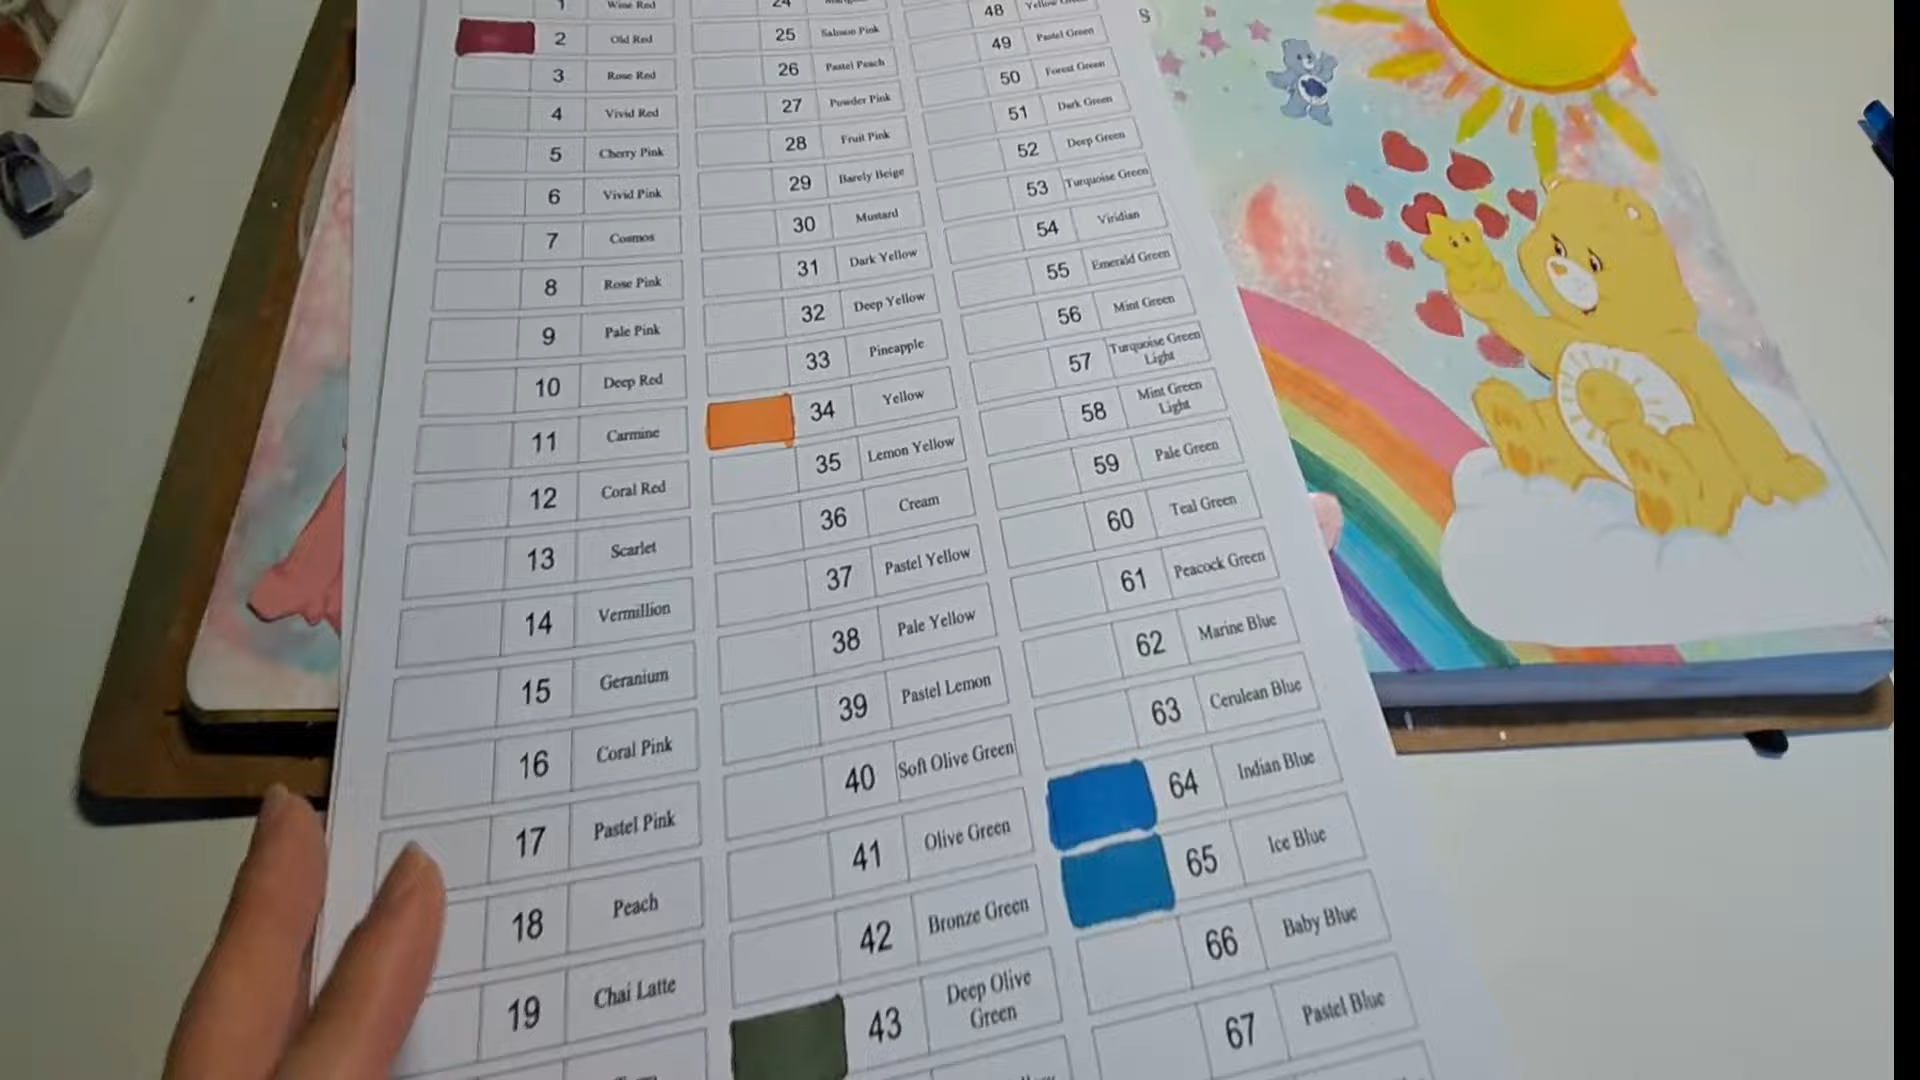 1 Wine Red
2 Old Red
3 Rose Red
4 Vivid Red
5 Cherry Pink
6 Vivid Pink
7 Cosmos
8 Rose Pink
9 Pale Pink
10 Deep Red
11 Carmine
12 Coral Red
13 Scarlet
14 Vermillion
15 Geranium
16 Coral Pink
17 Pastel Pink
18 Peach
19 Chai Latte
24
25 Salmon Pink
26 Pastel Peach
27 Powder Pink
28 Fruit Pink
29 Barely Beige
30 Mustard
31 Dark Yellow
32 Deep Yellow
33 Pineapple
34 Yellow
35 Lemon Yellow
36 Cream
37 Pastel Yellow
38 Pale Yellow
39 Pastel Lemon
40 Soft Olive Green
41 Olive Green
42 Bronze Green
43 Deep Olive
Green
48 Yellow Green
49 Pastel Green
50 Forest Green
51 Dark Green
52 Deep Green
53 Turquoise Green
54 Viridian
55 Emerald Green
56 Mint Green
57 Turquoise Green
Light
58 Mint Green
Light
59 Pale Green
60 Teal Green
61 Peacock Green
62 Marine Blue
63 Cerulean Blue
64 Indian Blue
65 Ice Blue
66 Baby Blue
67 Pastel Blue
S